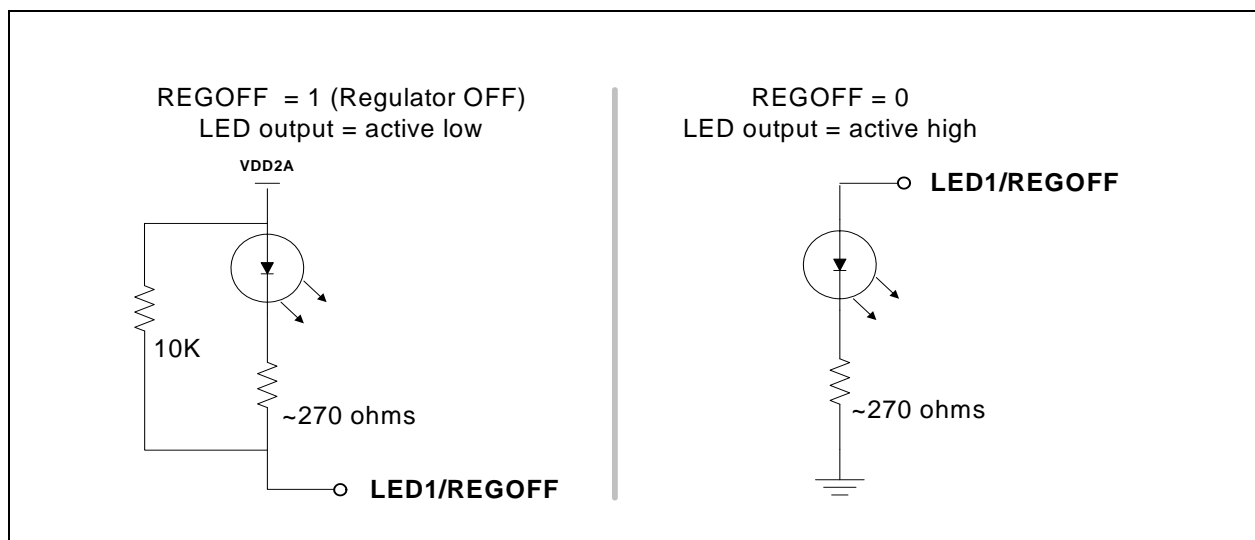 REGOFF = 1 (Regulator OFF)
LED output = active low
VDD2A
10K
~270 ohms
LED1/REGOFF
REGOFF = 0
LED output = active high
LED1/REGOFF
~270 ohms